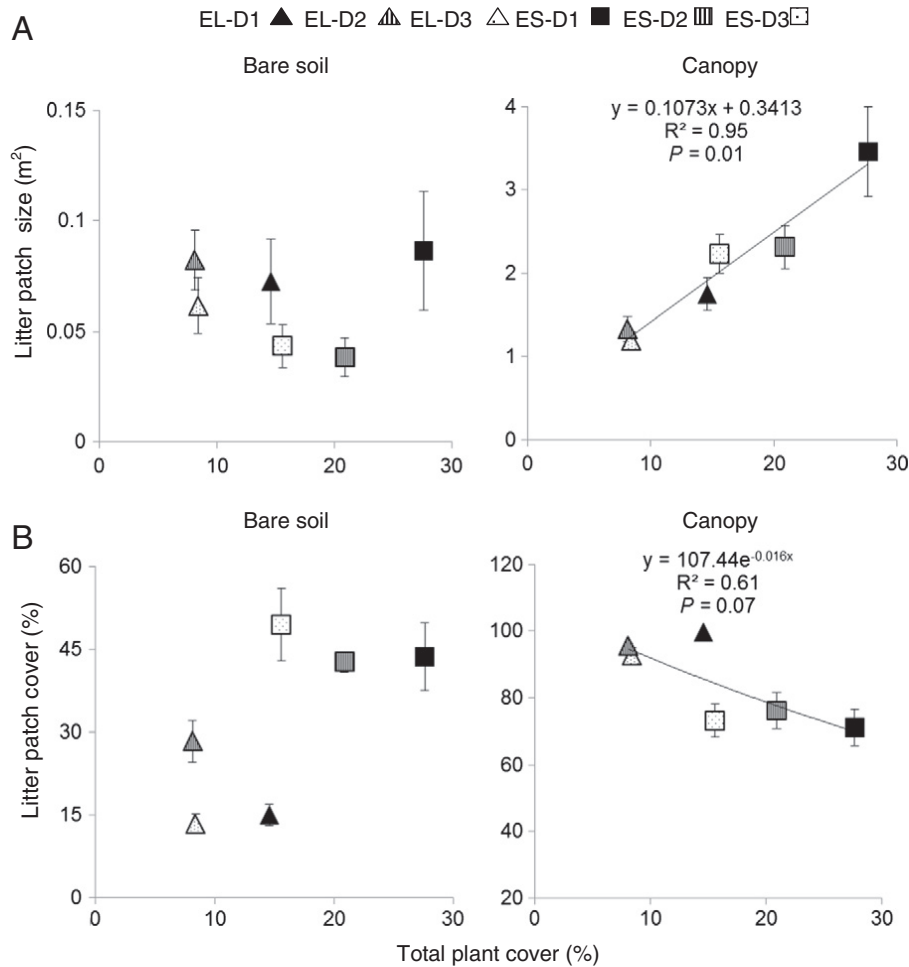 EL-D1 EL-D2 EL-D3 ES-D1 ES-D2 ES-D3
A
Bare soil
Canopy
Litter patch size (m²)
0.15
0.1
0.05
0
0 10 20 30
y = 0.1073x + 0.3413
R² = 0.95
P = 0.01
4
3
2
1
0
0 10 20 30
B
Bare soil
Canopy
Litter patch cover (%)
60
45
30
15
0
0 10 20 30
y = 107.44e^-0.016x
R² = 0.61
P = 0.07
120
100
80
60
40
20
0 10 20 30
Total plant cover (%)